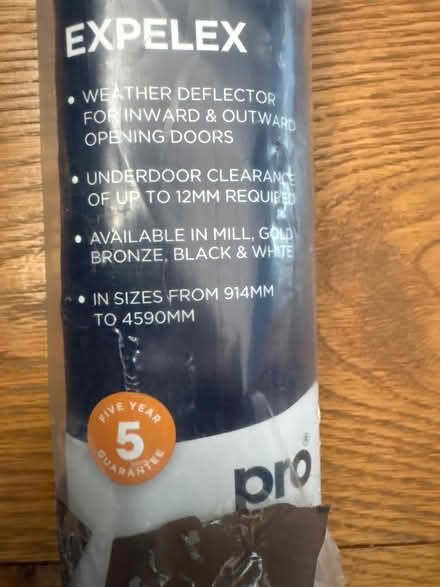 EXPELEX
• WEATHER DEFLECTOR
FOR INWARD & OUTWARD
OPENING DOORS
• UNDERDOOR CLEARANCE
OF UP TO 12MM REQUIRED
• AVAILABLE IN MILL, GOLD
BRONZE, BLACK & WHITE
• IN SIZES FROM 914MM
TO 4590MM
FIVE YEAR
5
GUARANTEE
pro®